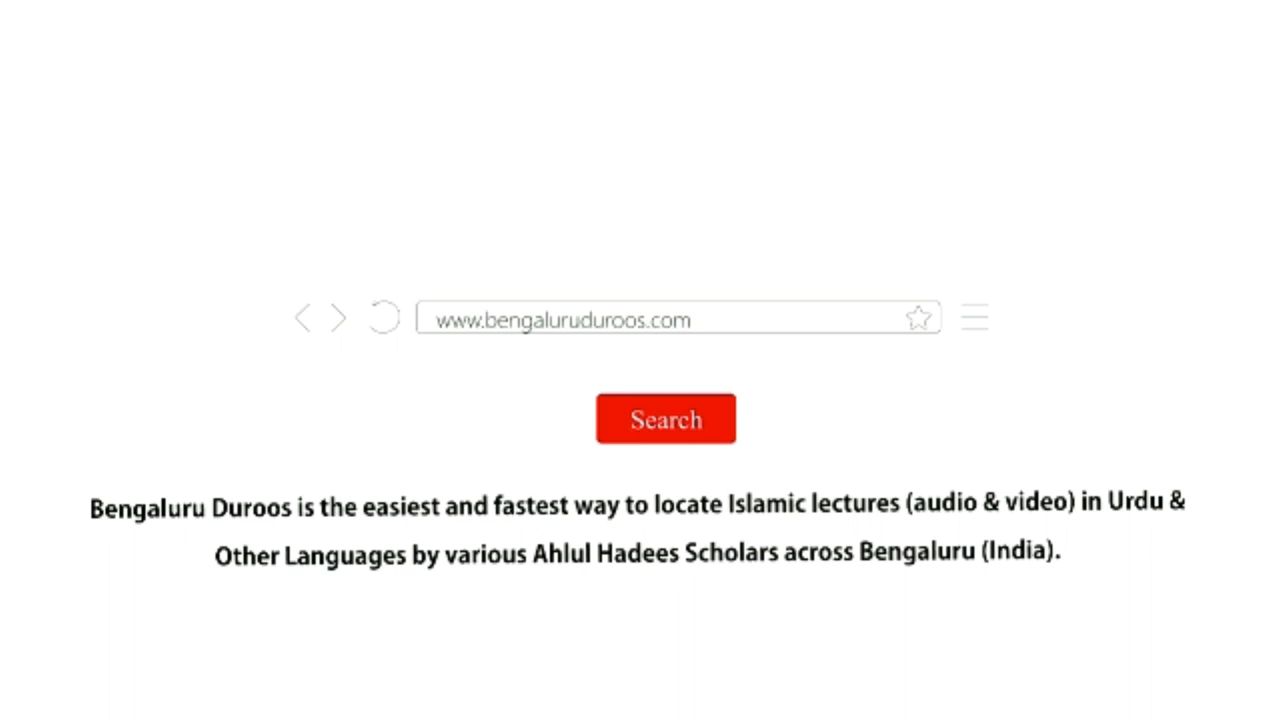 www.bengaluruduroos.com
Search
Bengaluru Duroos is the easiest and fastest way to locate Islamic lectures (audio & video) in Urdu &
Other Languages by various Ahlul Hadees Scholars across Bengaluru (India).